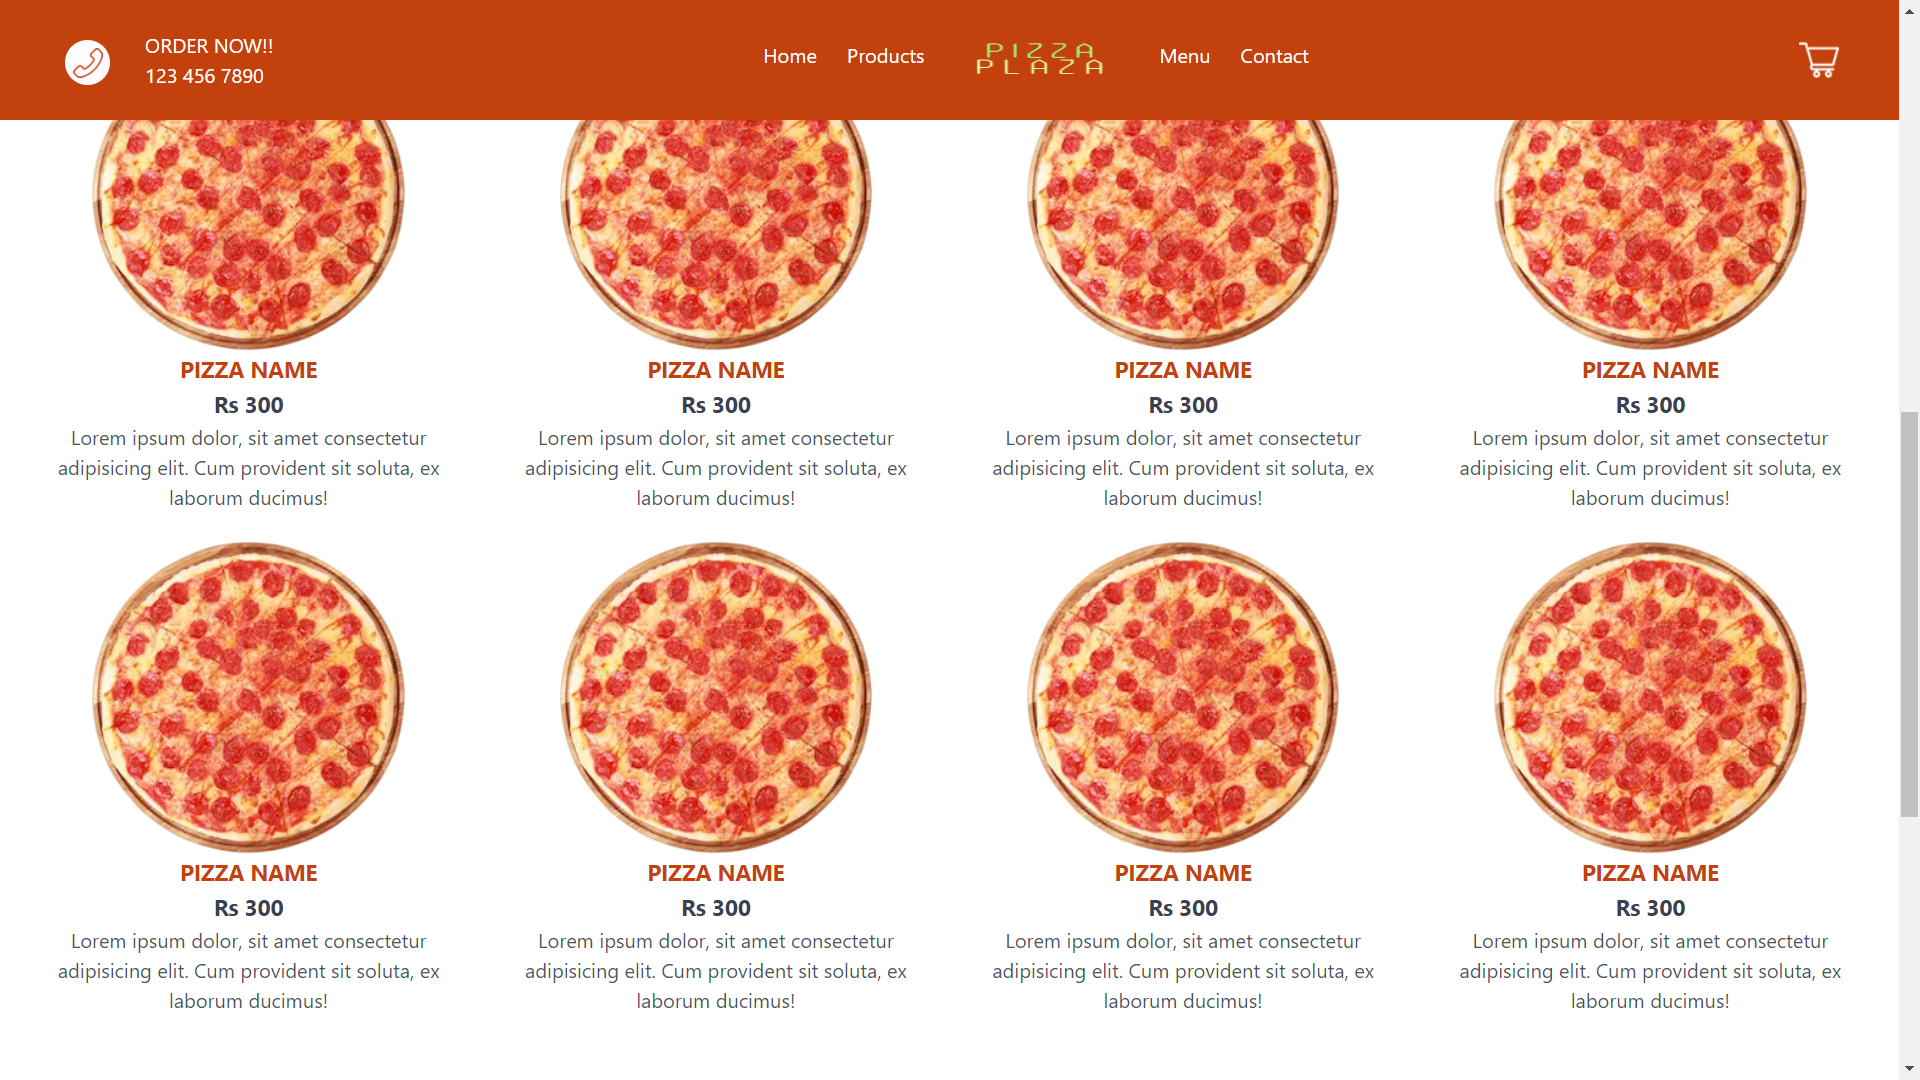 ORDER NOW!!
123 456 7890
Home Products
PIZZA
PLAZA
Menu Contact
PIZZA NAME
Rs 300
Lorem ipsum dolor, sit amet consectetur
adipisicing elit. Cum provident sit soluta, ex
laborum ducimus!
PIZZA NAME
Rs 300
Lorem ipsum dolor, sit amet consectetur
adipisicing elit. Cum provident sit soluta, ex
laborum ducimus!
PIZZA NAME
Rs 300
Lorem ipsum dolor, sit amet consectetur
adipisicing elit. Cum provident sit soluta, ex
laborum ducimus!
PIZZA NAME
Rs 300
Lorem ipsum dolor, sit amet consectetur
adipisicing elit. Cum provident sit soluta, ex
laborum ducimus!
PIZZA NAME
Rs 300
Lorem ipsum dolor, sit amet consectetur
adipisicing elit. Cum provident sit soluta, ex
laborum ducimus!
PIZZA NAME
Rs 300
Lorem ipsum dolor, sit amet consectetur
adipisicing elit. Cum provident sit soluta, ex
laborum ducimus!
PIZZA NAME
Rs 300
Lorem ipsum dolor, sit amet consectetur
adipisicing elit. Cum provident sit soluta, ex
laborum ducimus!
PIZZA NAME
Rs 300
Lorem ipsum dolor, sit amet consectetur
adipisicing elit. Cum provident sit soluta, ex
laborum ducimus!